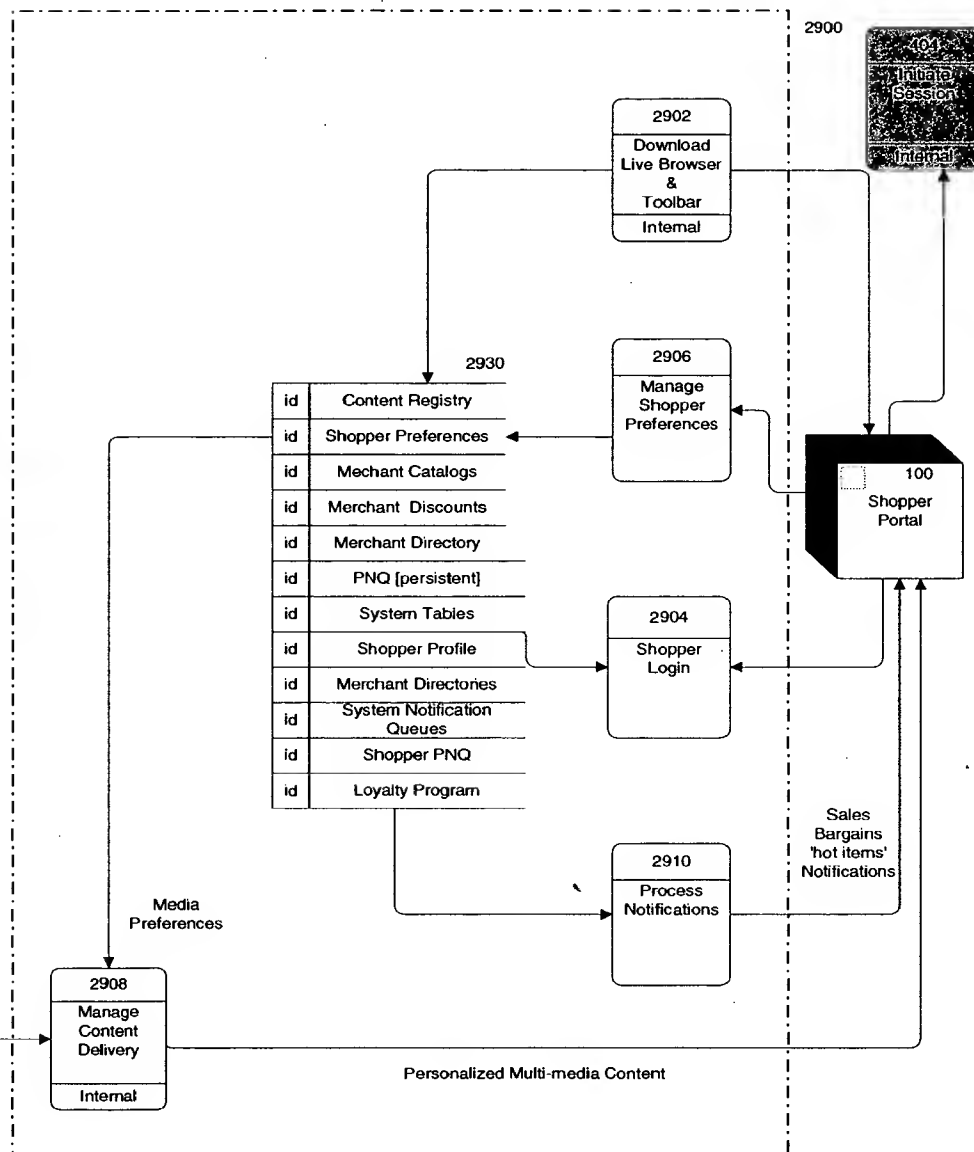 2900
404
Initiate
Session
Internal
2902
Download
Live Browser
&
Toolbar
Internal
2930
id Content Registry
id Shopper Preferences
id Mechant Catalogs
id Merchant Discounts
id Merchant Directory
id PNQ [persistent]
id System Tables
id Shopper Profile
id Merchant Directories
id System Notification
Queues
id Shopper PNQ
id Loyalty Program
2906
Manage
Shopper
Preferences
100
Shopper
Portal
2904
Shopper
Login
Sales
Bargains
'hot items'
Notifications
2910
Process
Notifications
Media
Preferences
2908
Manage
Content
Delivery
Internal
Personalized Multi-media Content